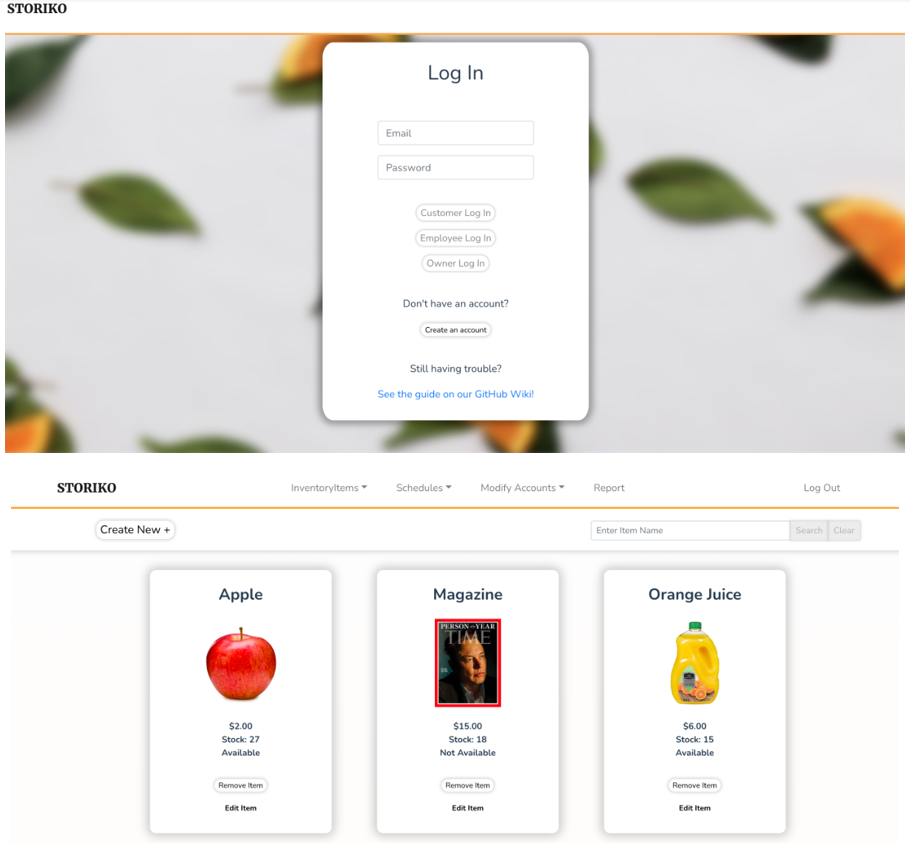 STORIKO
Log In
Email
Password
Customer Log In
Employee Log In
Owner Log In
Don't have an account?
Create an account
Still having trouble?
See the guide on our GitHub Wiki!
STORIKO InventoryItems Schedules Modify Accounts Report Log Out
Create New + Enter Item Name Search Clear
Apple Magazine Orange Juice
PERSON OF THE YEAR
TIME
$2.00 $15.00 $6.00
Stock: 27 Stock: 18 Stock: 15
Available Not Available Available
Remove Item Remove Item Remove Item
Edit Item Edit Item Edit Item